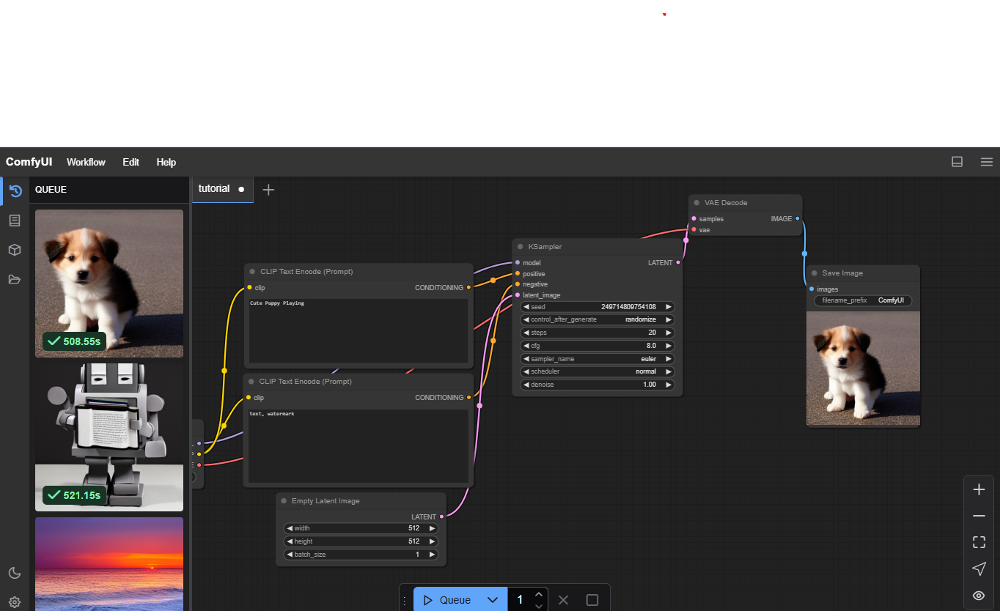 ComfyUI Workflow Edit Help
QUEUE
tutorial
508.55s
521.15s
CLIP Text Encode (Prompt)
clip CONDITIONING
Cute Puppy Playing
CLIP Text Encode (Prompt)
clip CONDITIONING
text, watermark
Empty Latent Image
LATENT
width 512
height 512
batch_size 1
KSampler
model LATENT
positive
negative
latent_image
seed 249714809754108
control_after_generate randomize
steps 20
cfg 8.0
sampler_name euler
scheduler normal
denoise 1.00
VAE Decode
samples IMAGE
vae
Save Image
images
filename_prefix ComfyUI
Queue 1